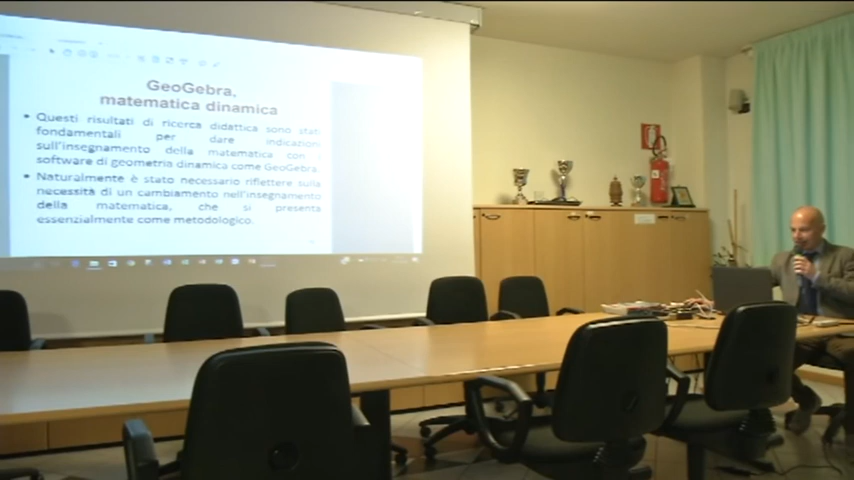 GeoGebra,
matematica dinamica
• Questi risultati di ricerca didattica sono stati
fondamentali per dare indicazioni
sull'insegnamento della matematica con i
software di geometria dinamica come GeoGebra.
• Naturalmente è stato necessario riflettere sulla
necessità di un cambiamento nell'insegnamento
della matematica, che si presenta
essenzialmente come metodologico.